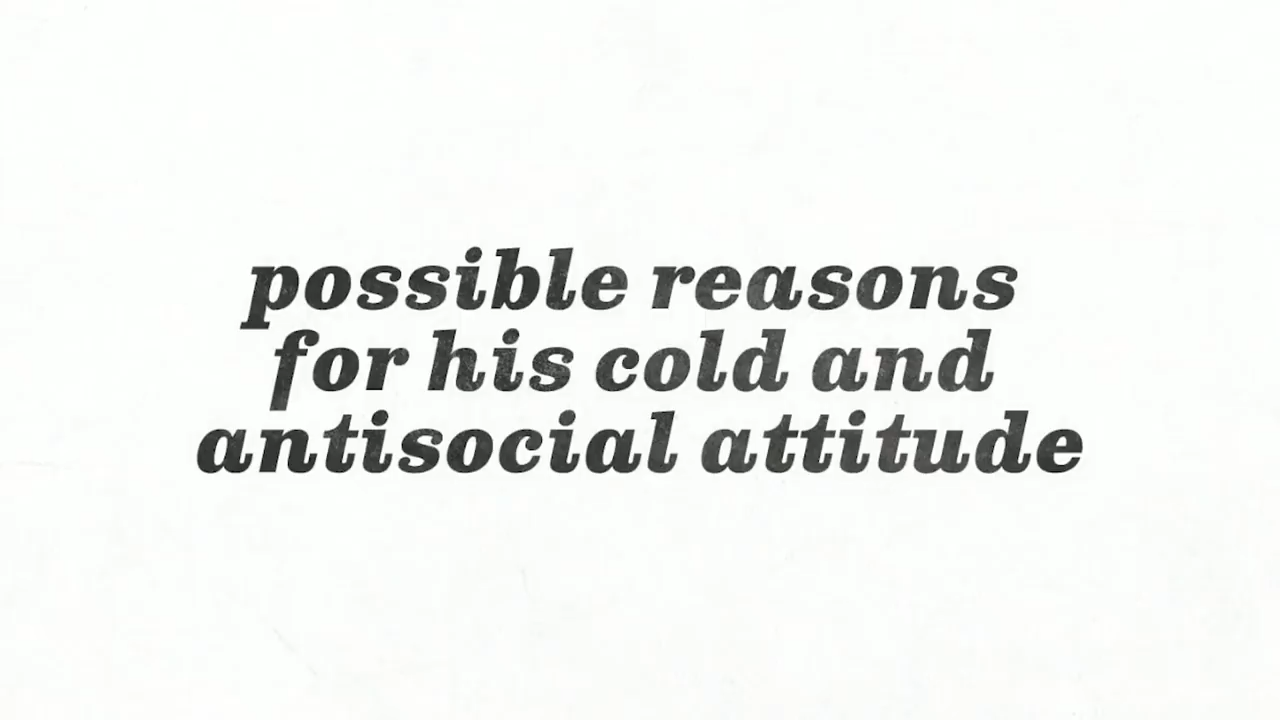 possible reasons
for his cold and
antisocial attitude